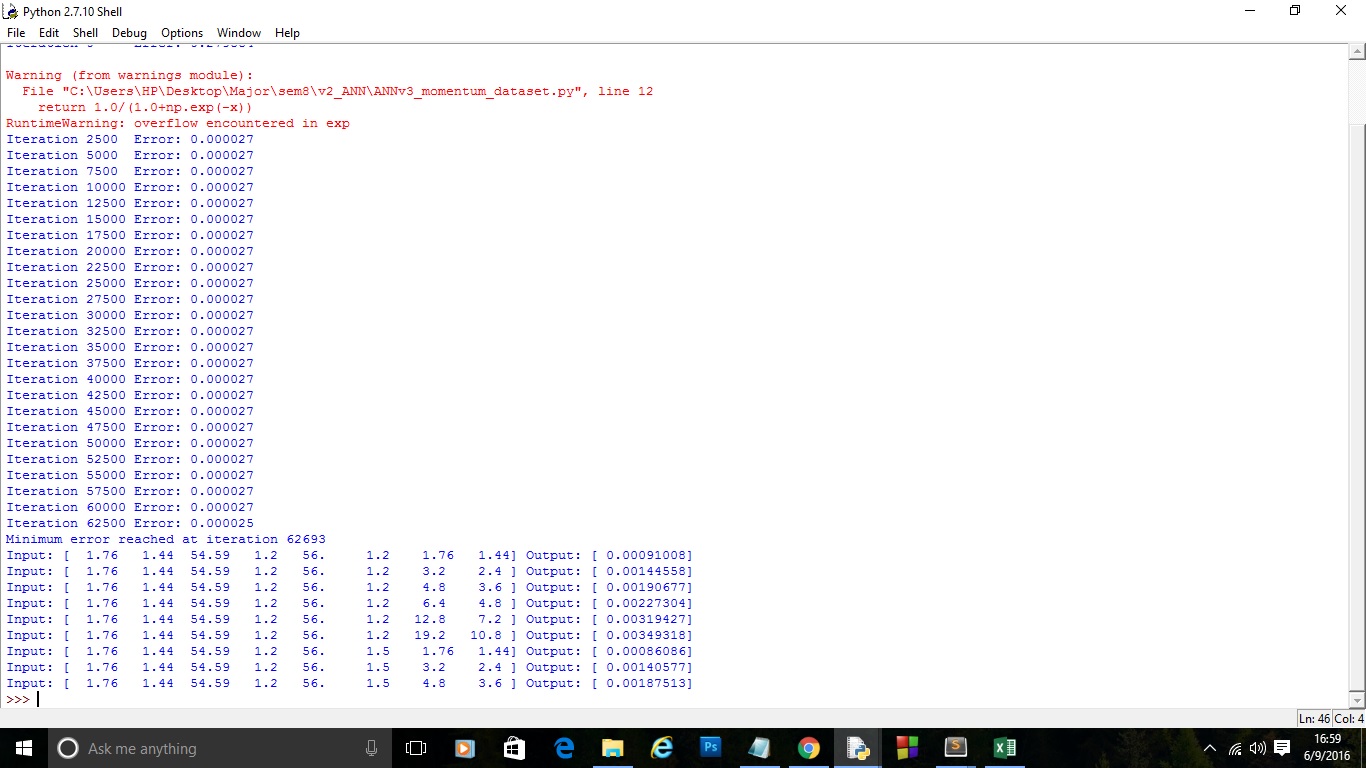 Python 2.7.10 Shell
File Edit Shell Debug Options Window Help
Warning (from warnings module):
File "C:\Users\HP\Desktop\Major\sem8\v2_ANN\ANNv3_momentum_dataset.py", line 12
return 1.0/(1.0+np.exp(-x))
RuntimeWarning: overflow encountered in exp
Iteration 2500 Error: 0.000027
Iteration 5000 Error: 0.000027
Iteration 7500 Error: 0.000027
Iteration 10000 Error: 0.000027
Iteration 12500 Error: 0.000027
Iteration 15000 Error: 0.000027
Iteration 17500 Error: 0.000027
Iteration 20000 Error: 0.000027
Iteration 22500 Error: 0.000027
Iteration 25000 Error: 0.000027
Iteration 27500 Error: 0.000027
Iteration 30000 Error: 0.000027
Iteration 32500 Error: 0.000027
Iteration 35000 Error: 0.000027
Iteration 37500 Error: 0.000027
Iteration 40000 Error: 0.000027
Iteration 42500 Error: 0.000027
Iteration 45000 Error: 0.000027
Iteration 47500 Error: 0.000027
Iteration 50000 Error: 0.000027
Iteration 52500 Error: 0.000027
Iteration 55000 Error: 0.000027
Iteration 57500 Error: 0.000027
Iteration 60000 Error: 0.000027
Iteration 62500 Error: 0.000025
Minimum error reached at iteration 62693
Input: [ 1.76 1.44 54.59 1.2 56. 1.2 1.76 1.44] Output: [ 0.00091008]
Input: [ 1.76 1.44 54.59 1.2 56. 1.2 3.2 2.4 ] Output: [ 0.00144558]
Input: [ 1.76 1.44 54.59 1.2 56. 1.2 4.8 3.6 ] Output: [ 0.00190677]
Input: [ 1.76 1.44 54.59 1.2 56. 1.2 6.4 4.8 ] Output: [ 0.00227304]
Input: [ 1.76 1.44 54.59 1.2 56. 1.2 12.8 7.2 ] Output: [ 0.00319427]
Input: [ 1.76 1.44 54.59 1.2 56. 1.2 19.2 10.8 ] Output: [ 0.00349318]
Input: [ 1.76 1.44 54.59 1.2 56. 1.5 1.76 1.44] Output: [ 0.00086086]
Input: [ 1.76 1.44 54.59 1.2 56. 1.5 3.2 2.4 ] Output: [ 0.00140577]
Input: [ 1.76 1.44 54.59 1.2 56. 1.5 4.8 3.6 ] Output: [ 0.00187513]
>>>
Ln: 46 Col: 4
Ask me anything
Ps
S
16:59
6/9/2016